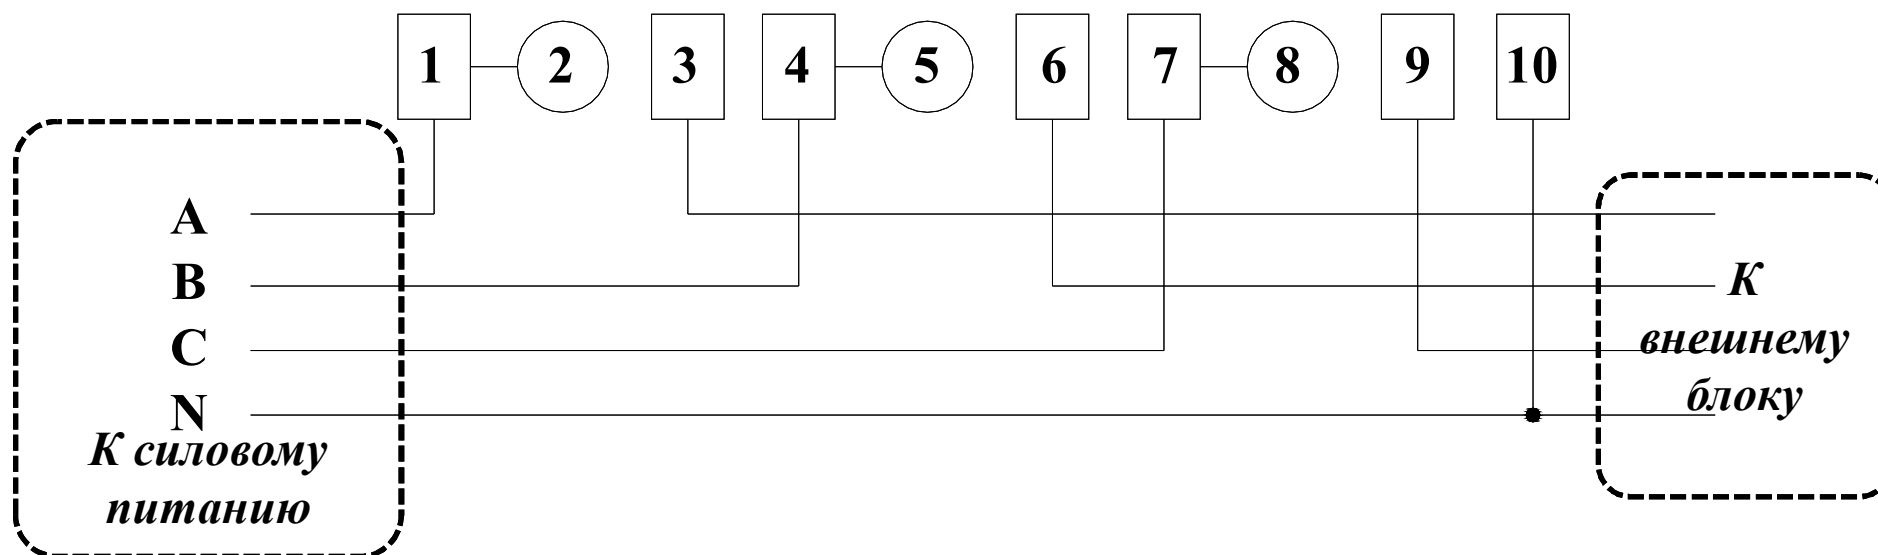 1 2 3 4 5 6 7 8 9 10
A
B
C
N
К силовому
питанию
К
внешнему
блоку